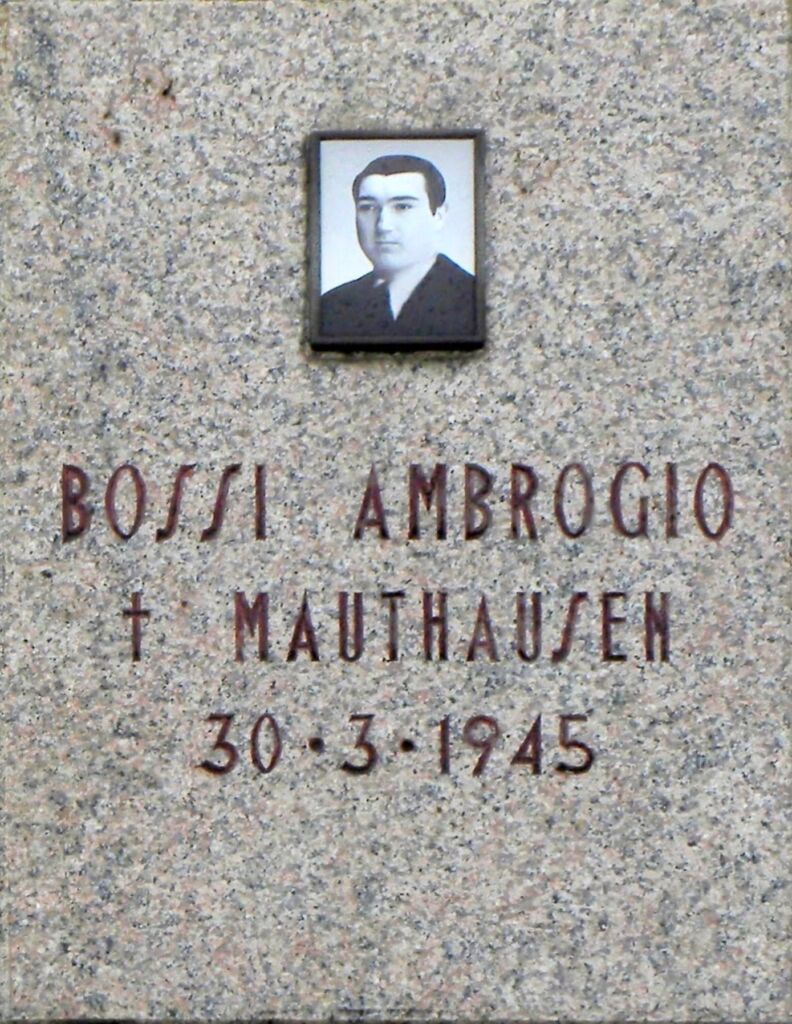 BOSSI AMBROGIO
† MAUTHAUSEN
30·3·1945